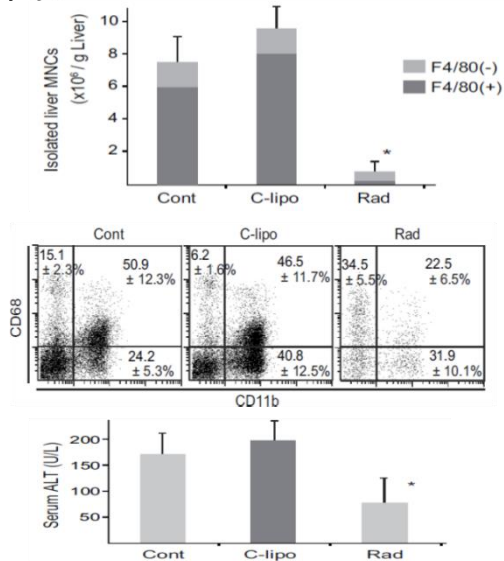 10
8
6
4
2
Isolated liver MNCs
(x10⁶ / g Liver)
F4/80(-)
F4/80(+)
*
Cont C-lipo Rad
Cont C-lipo Rad
15.1
± 2.3%
50.9
± 12.3%
24.2
± 5.3%
6.2
± 1.6%
46.5
± 11.7%
40.8
± 12.5%
34.5
± 5.5%
22.5
± 6.5%
31.9
± 10.1%
CD68
CD11b
Serum ALT (U/L)
200
150
100
50
*
Cont C-lipo Rad